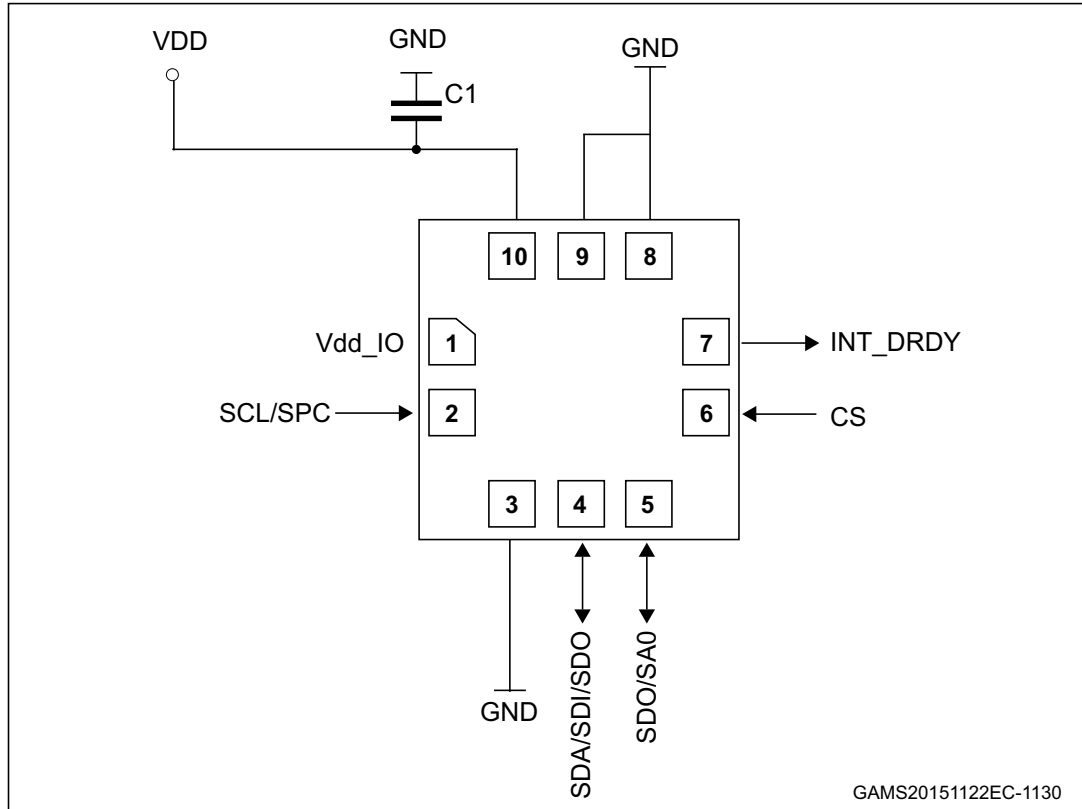 VDD
GND
GND
C1
10
9
8
Vdd_IO
1
7
INT_DRDY
SCL/SPC
2
6
CS
3
4
5
GND
SDA/SDI/SDO
SDO/SA0
GAMS20151122EC-1130